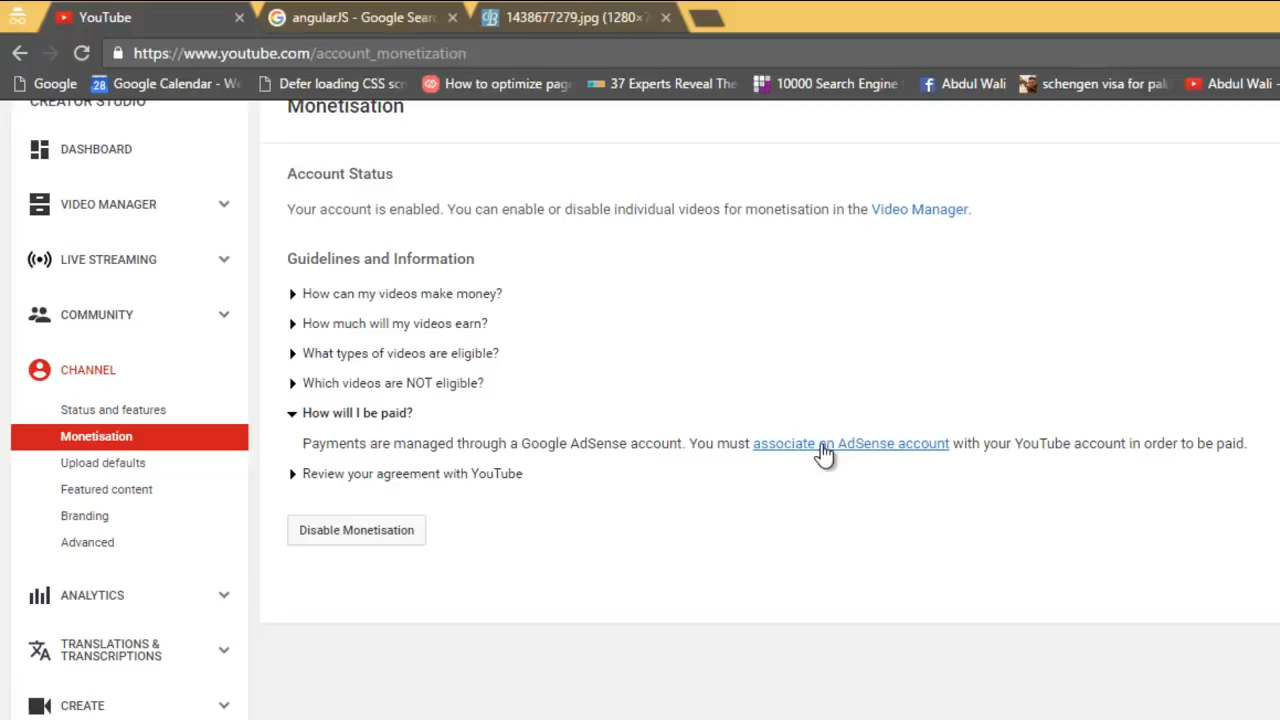 YouTube
angularJS - Google Sear
1438677279.jpg (1280×7
https://www.youtube.com/account_monetization
Google
28
Google Calendar - We
Defer loading CSS scr
How to optimize page
37 Experts Reveal The
10000 Search Engine
Abdul Wali
schengen visa for pak
Abdul Wali -
CREATOR STUDIO
DASHBOARD
VIDEO MANAGER
LIVE STREAMING
COMMUNITY
CHANNEL
Status and features
Monetisation
Upload defaults
Featured content
Branding
Advanced
ANALYTICS
TRANSLATIONS &
TRANSCRIPTIONS
CREATE
Monetisation
Account Status
Your account is enabled. You can enable or disable individual videos for monetisation in the Video Manager.
Guidelines and Information
How can my videos make money?
How much will my videos earn?
What types of videos are eligible?
Which videos are NOT eligible?
How will I be paid?
Payments are managed through a Google AdSense account. You must associate an AdSense account with your YouTube account in order to be paid.
Review your agreement with YouTube
Disable Monetisation